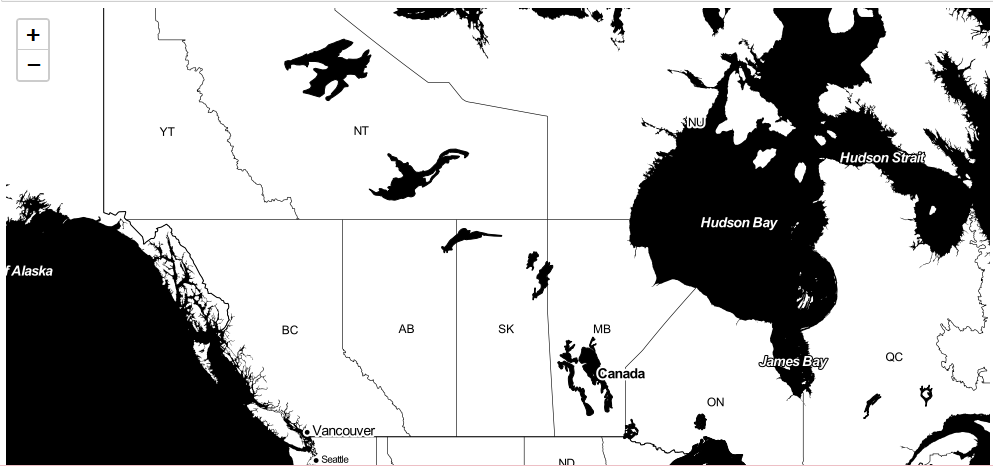 +
−
YT
NT
NU
Hudson Strait
Hudson Bay
f Alaska
BC
AB
SK
MB
James Bay
QC
Canada
ON
Vancouver
Seattle
ND